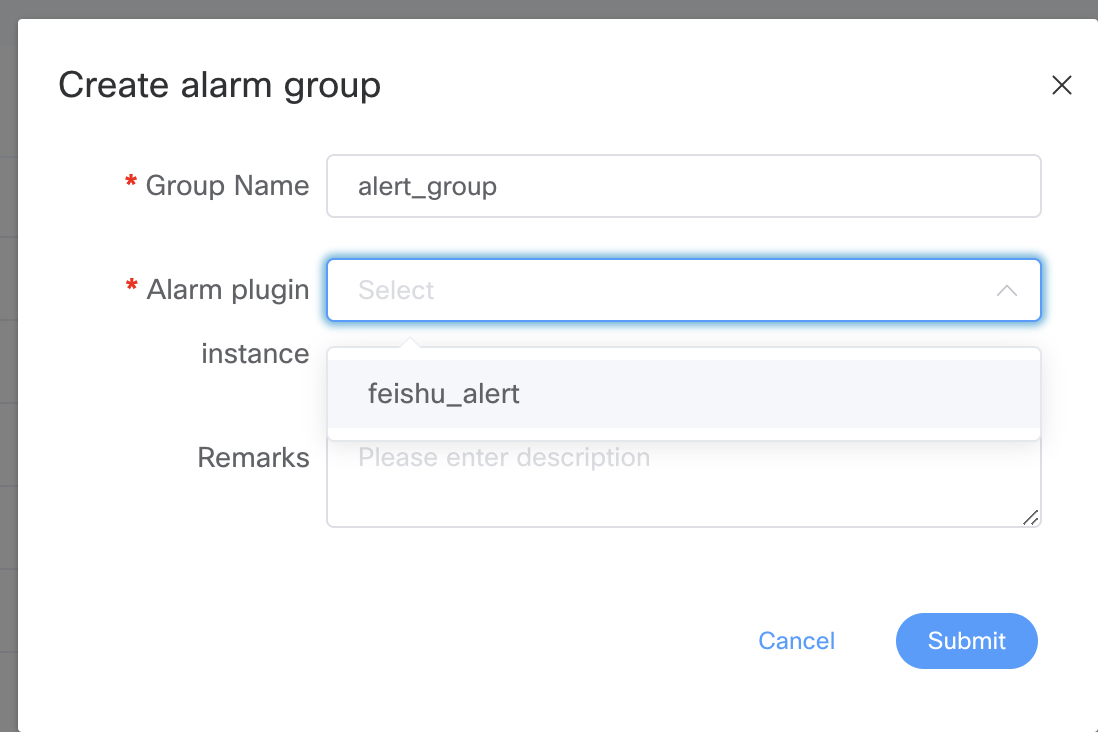 Create alarm group
* Group Name
alert_group
* Alarm plugin
instance
Select
feishu_alert
Remarks
Please enter description
Cancel
Submit